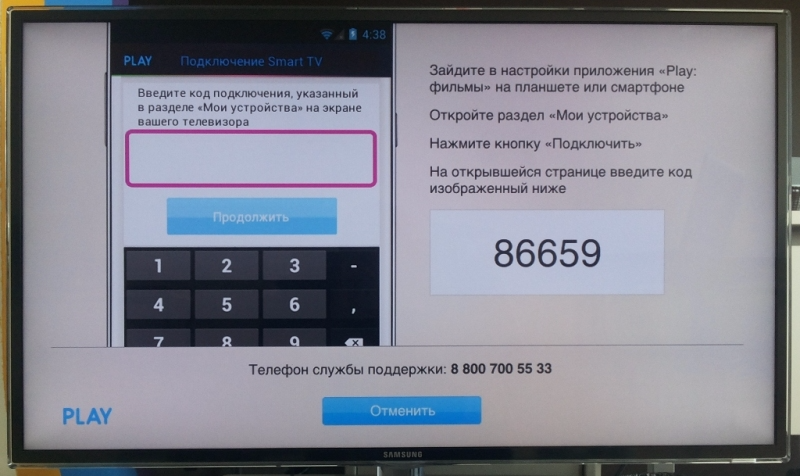 4:38
PLAY Подключение Smart TV
Введите код подключения, указанный
в разделе «Мои устройства» на экране
вашего телевизора
Продолжить
1 2 3 -
4 5 6 ,
7 8 9
Зайдите в настройки приложения «Play:
фильмы» на планшете или смартфоне
Откройте раздел «Мои устройства»
Нажмите кнопку «Подключить»
На открывшейся странице введите код
изображенный ниже
86659
Телефон службы поддержки: 8 800 700 55 33
PLAY
Отменить
SAMSUNG